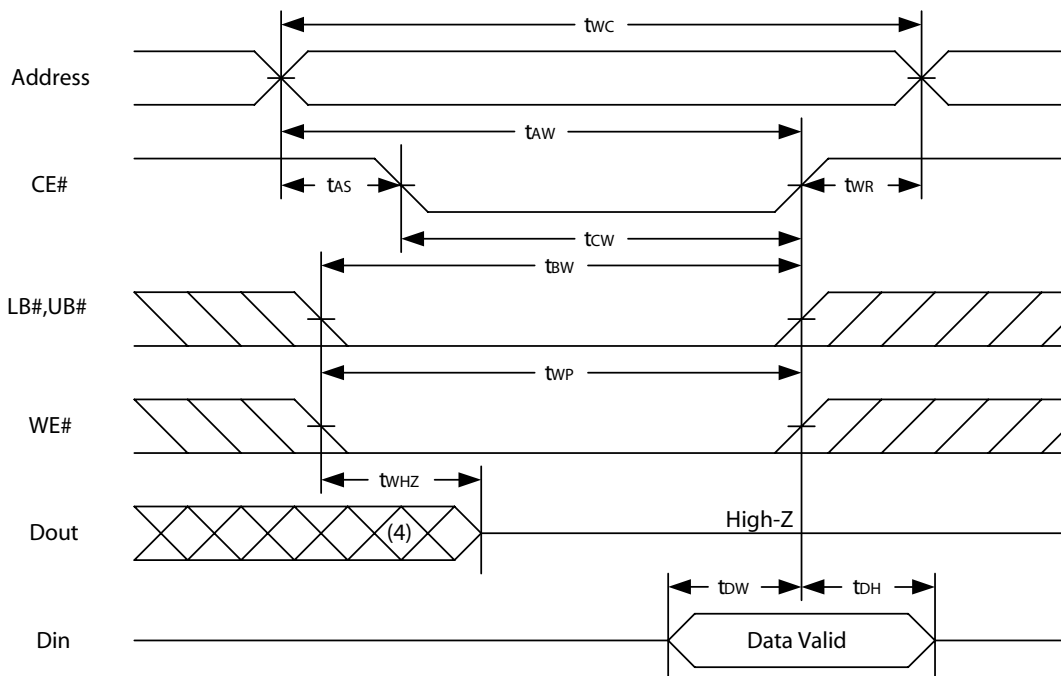 tWC
Address
tAW
CE#
tAS
tWR
tCW
tBW
LB#,UB#
tWP
WE#
tWHZ
Dout
(4)
High-Z
tDW
tDH
Din
Data Valid